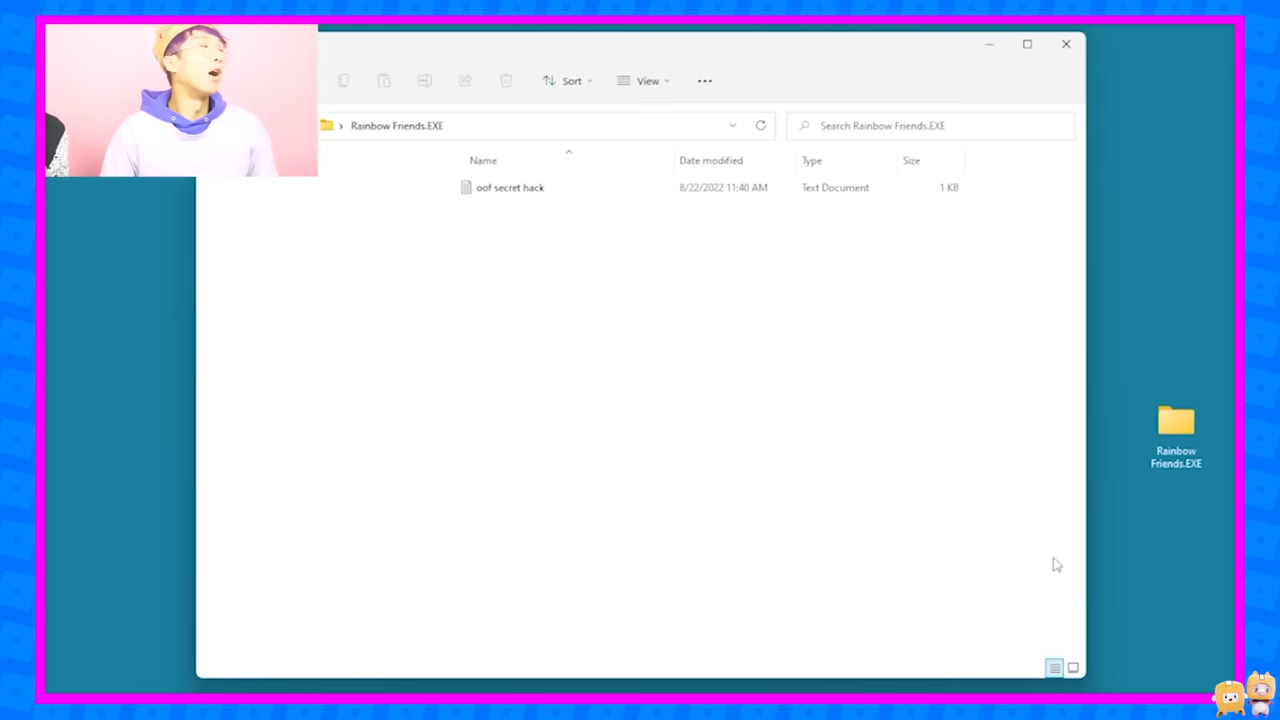 Sort
View
Rainbow Friends.EXE
Search Rainbow Friends.EXE
Name
Date modified
Type
Size
oof secret hack
8/22/2022 11:40 AM
Text Document
1 KB
Rainbow
Friends.EXE